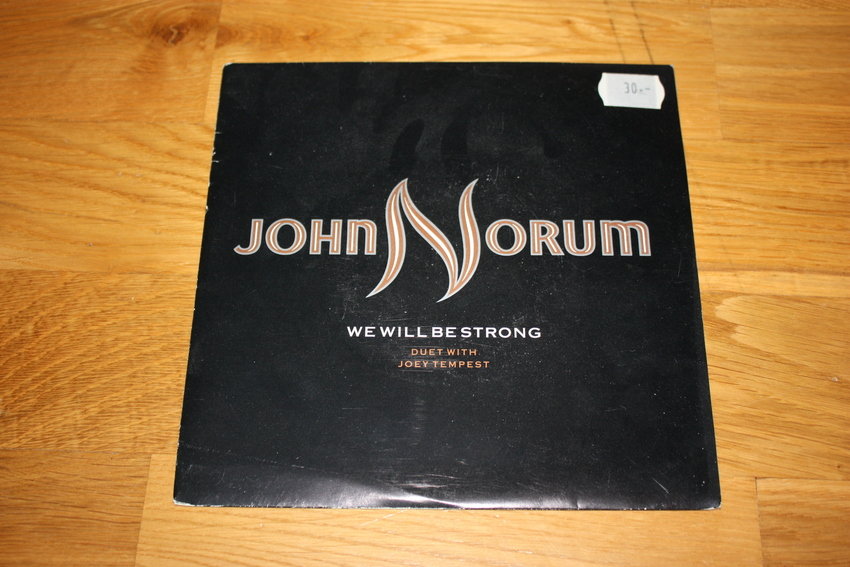 30.-
JOHN NORUM
WE WILL BE STRONG
DUET WITH
JOEY TEMPEST